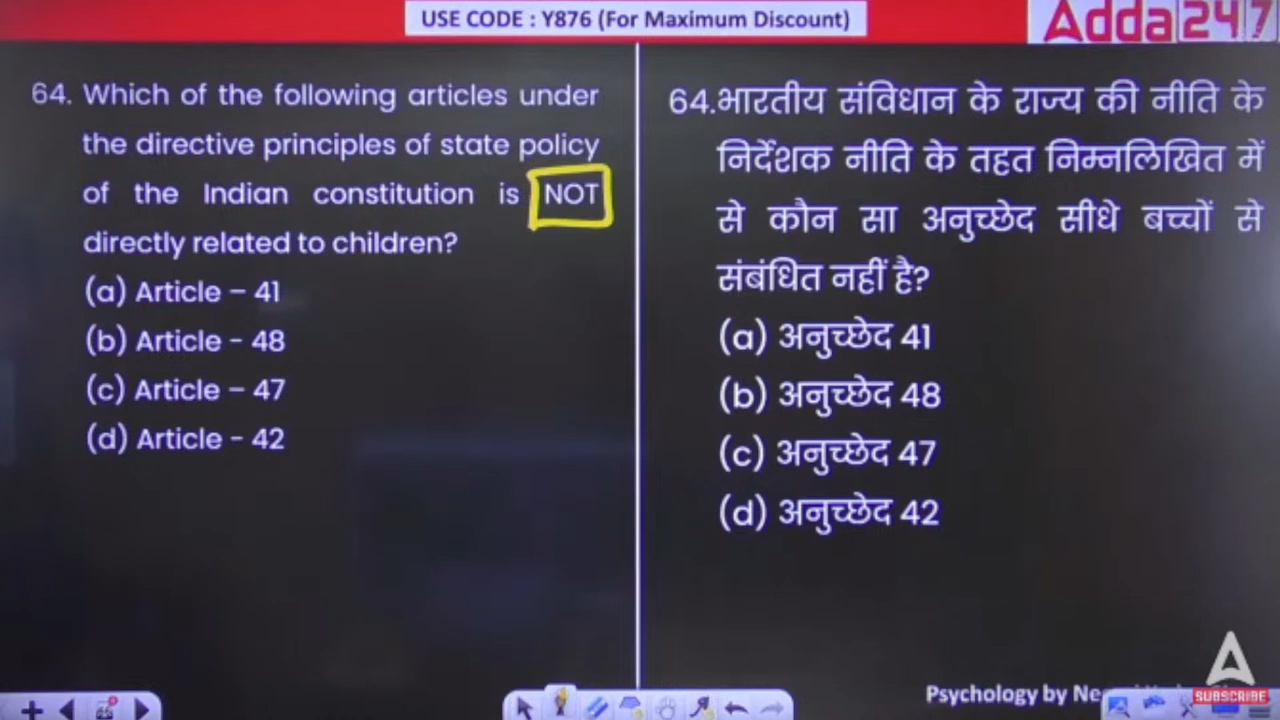 USE CODE : Y876 (For Maximum Discount)
Adda 247
64. Which of the following articles under
the directive principles of state policy
of the Indian constitution is NOT
directly related to children?
(a) Article – 41
(b) Article - 48
(c) Article – 47
(d) Article - 42
64.भारतीय संविधान के राज्य की नीति के
निर्देशक नीति के तहत निम्नलिखित में
से कौन सा अनुच्छेद सीधे बच्चों से
संबंधित नहीं है?
(a) अनुच्छेद 41
(b) अनुच्छेद 48
(c) अनुच्छेद 47
(d) अनुच्छेद 42
Psychology by
SUBSCRIBE